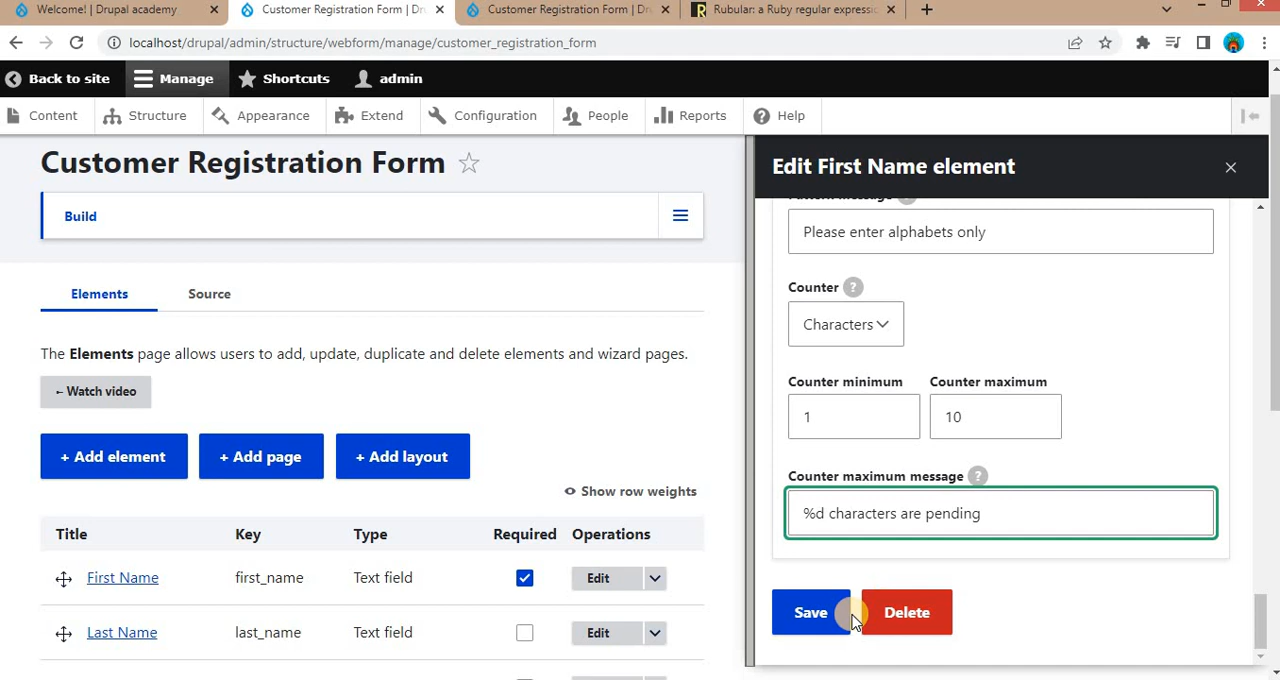 Welcome! | Drupal academy
Customer Registration Form | Dr
Customer Registration Form | Dr
Rubular: a Ruby regular expressi
localhost/drupal/admin/structure/webform/manage/customer_registration_form
Back to site
Manage
Shortcuts
admin
Content
Structure
Appearance
Extend
Configuration
People
Reports
Help
Customer Registration Form
Build
Elements
Source
The Elements page allows users to add, update, duplicate and delete elements and wizard pages.
Watch video
+ Add element
+ Add page
+ Add layout
Show row weights
Title Key Type Required Operations
First Name first_name Text field Edit
Last Name last_name Text field Edit
Edit First Name element
Pattern message ?
Please enter alphabets only
Counter ?
Characters
Counter minimum Counter maximum
1 10
Counter maximum message ?
%d characters are pending
Save Delete